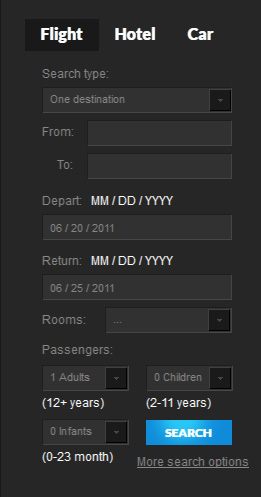 Flight Hotel Car
Search type:
One destination
From:
To:
Depart: MM / DD / YYYY
06 / 20 / 2011
Return: MM / DD / YYYY
06 / 25 / 2011
Rooms: ...
Passengers:
1 Adults 0 Children
(12+ years) (2-11 years)
0 Infants SEARCH
(0-23 month) More search options